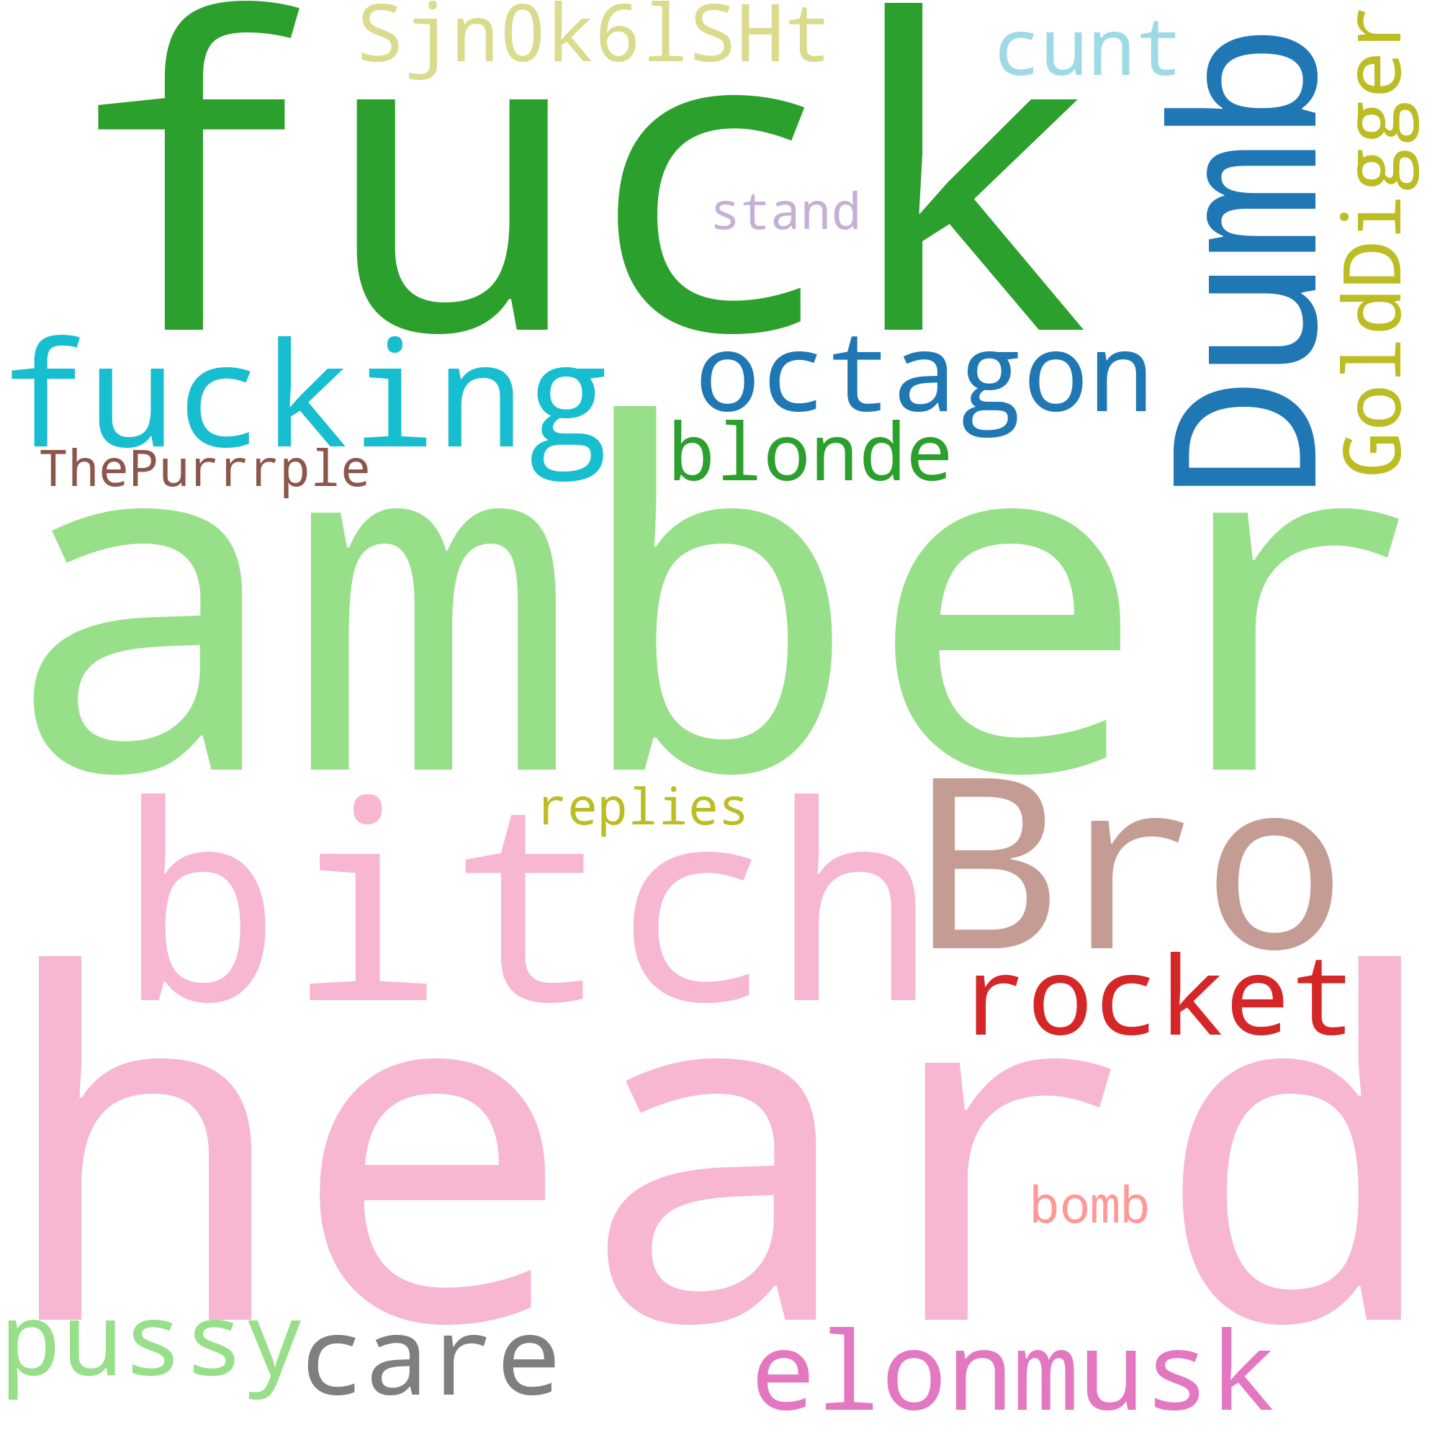 Sjn0k6lSHt
cunt
fuck
stand
Dumb
GoldDigger
fucking
octagon
ThePurrrple
blonde
amber
replies
bitch
Bro
rocket
heard
bomb
pussy
care
elonmusk